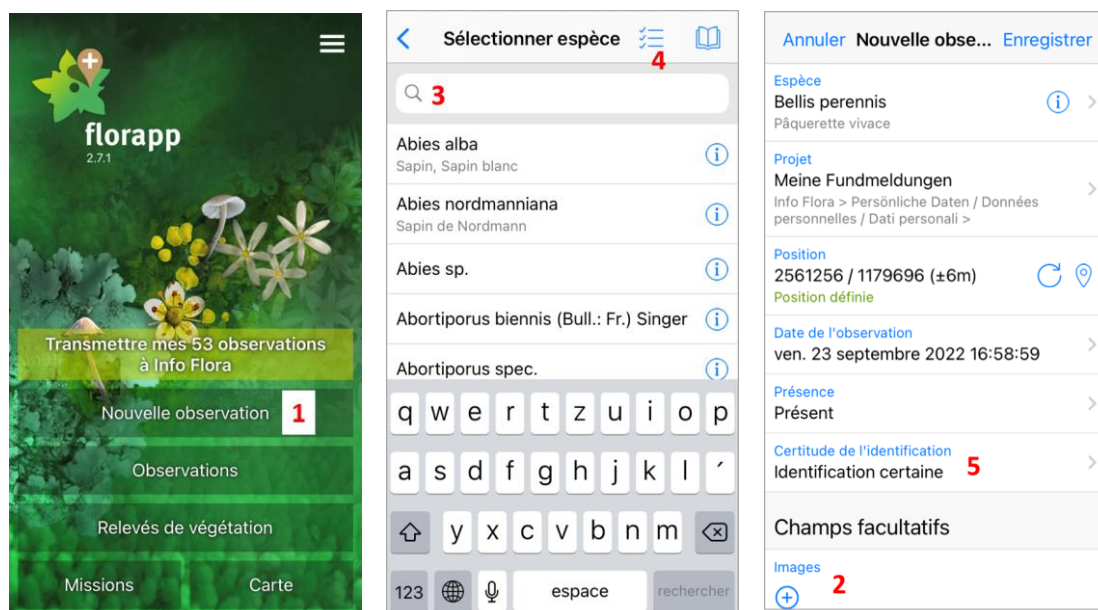 florapp
2.7.1
Transmettre mes 53 observations
à Info Flora
Nouvelle observation 1
Observations
Relevés de végétation
Missions Carte
Sélectionner espèce
4
3
Abies alba
Sapin, Sapin blanc
Abies nordmanniana
Sapin de Nordmann
Abies sp.
Abortiporus biennis (Bull.: Fr.) Singer
Abortiporus spec.
q w e r t z u i o p
a s d f g h j k l ´
y x c v b n m
123 espace rechercher
Annuler Nouvelle obse... Enregistrer
Espèce
Bellis perennis
Pâquerette vivace
Projet
Meine Fundmeldungen
Info Flora > Persönliche Daten / Données
personnelles / Dati personali >
Position
2561256 / 1179696 (±6m)
Position définie
Date de l'observation
ven. 23 septembre 2022 16:58:59
Présence
Présent
Certitude de l'identification
Identification certaine 5
Champs facultatifs
Images
2